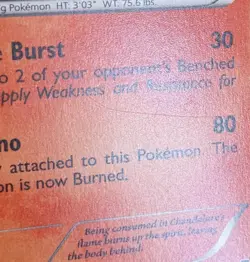 g Pokémon HT: 3'03" WT: 75.6 lbs.
e Burst 30
o 2 of your opponent's Benched
pply Weakness and Resistance for
no 80
attached to this Pokémon. The
on is now Burned.
Being consumed in Chandelure's
flame burns up the spirit, leaving
the body behind.